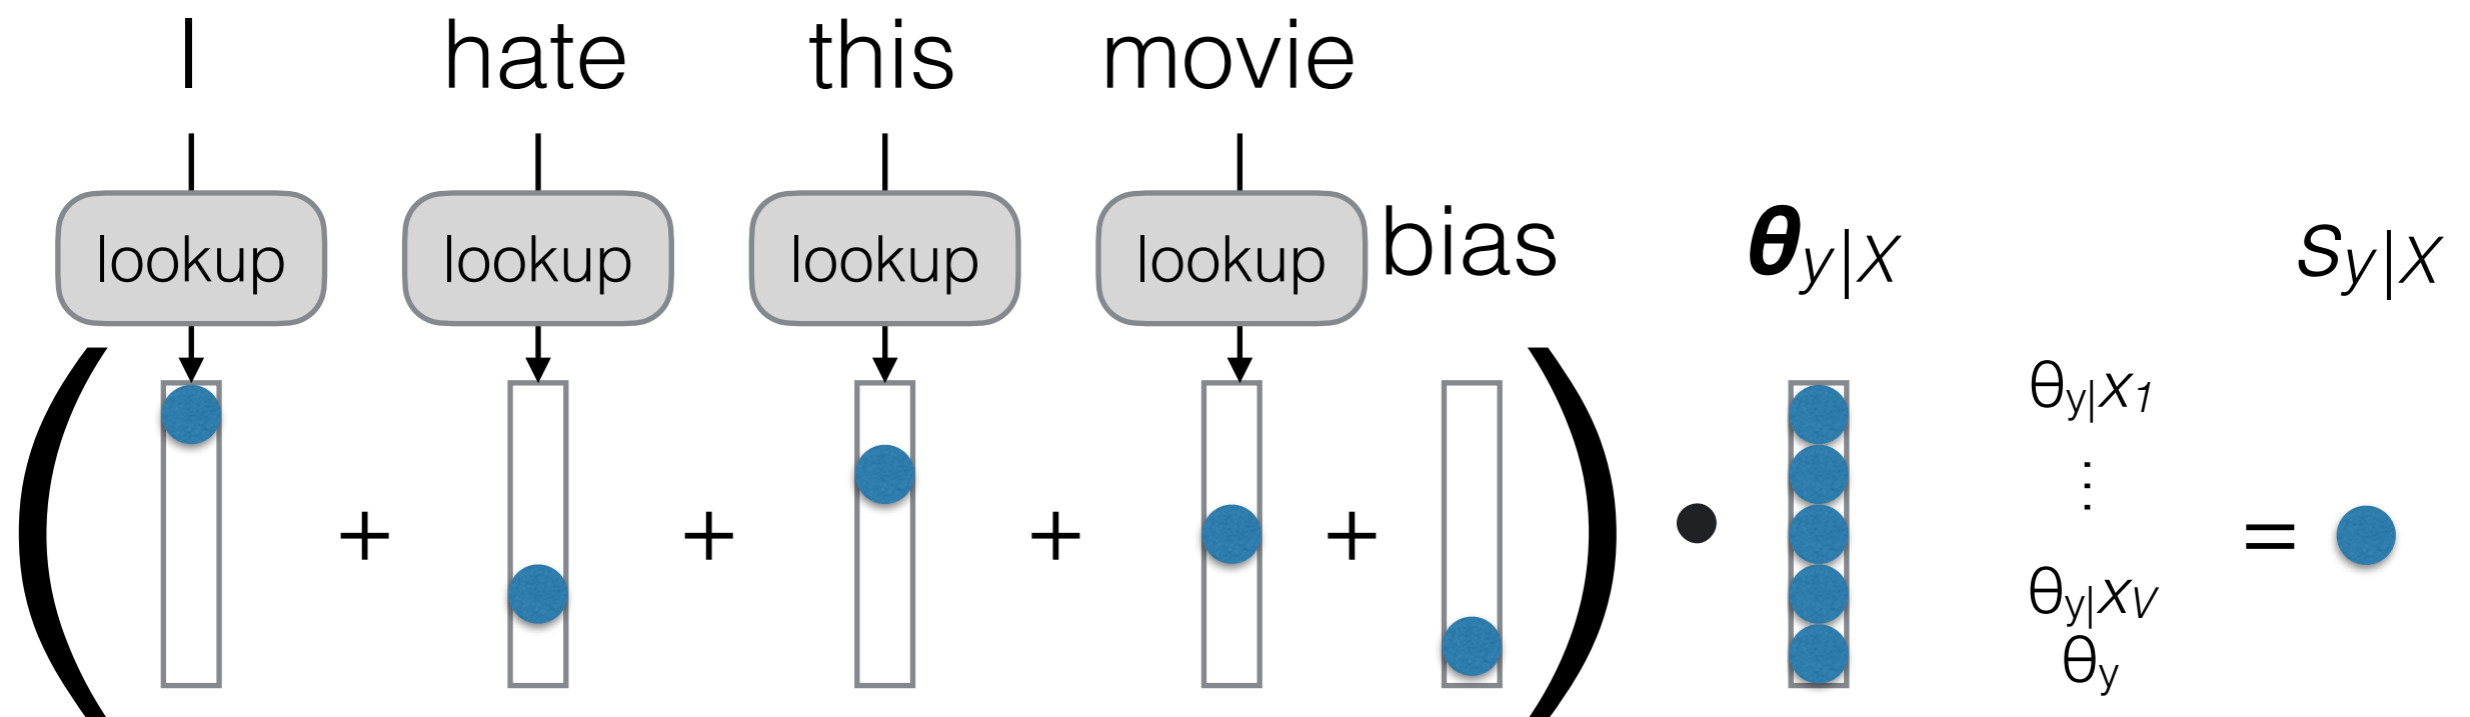 I hate this movie
lookup lookup lookup lookup bias θy|X sy|X
θy|x1
⋮
( + + + + ) • =
θy|xV
θy